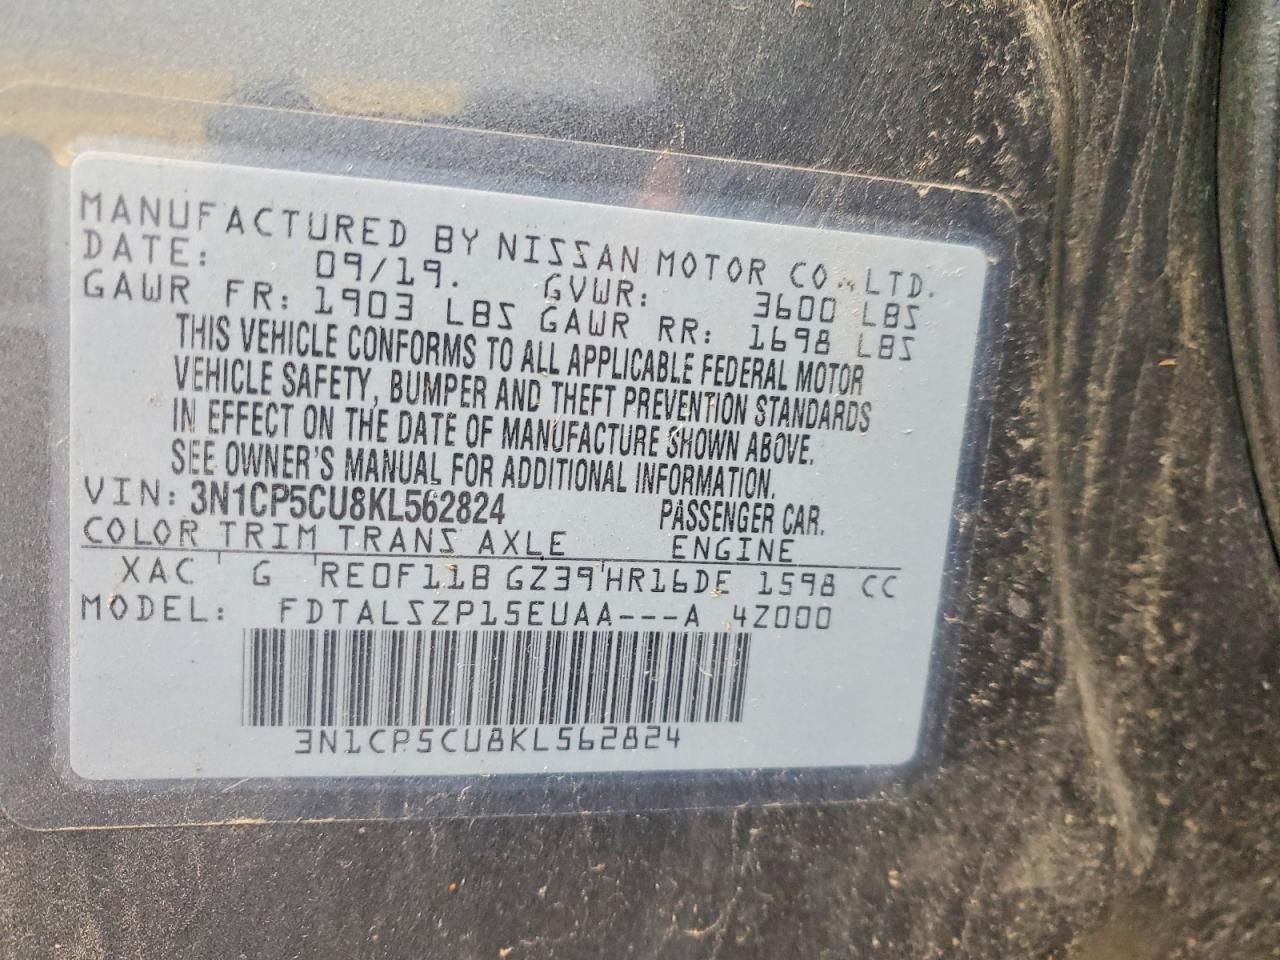 MANUFACTURED BY NISSAN MOTOR CO., LTD.
DATE: 09/19. GVWR: 3600 LBS
GAWR FR: 1903 LBS GAWR RR: 1698 LBS
THIS VEHICLE CONFORMS TO ALL APPLICABLE FEDERAL MOTOR
VEHICLE SAFETY, BUMPER AND THEFT PREVENTION STANDARDS
IN EFFECT ON THE DATE OF MANUFACTURE SHOWN ABOVE.
SEE OWNER'S MANUAL FOR ADDITIONAL INFORMATION.
VIN: 3N1CP5CU8KL562824 PASSENGER CAR.
COLOR TRIM TRANS AXLE ENGINE
XAC G RE0F11B GZ39 HR16DE 1598 CC
MODEL: FDTALSZP15EUAA---A 4Z000
3N1CP5CU8KL562824